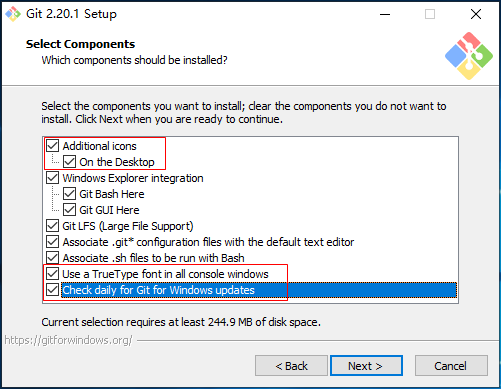 Git 2.20.1 Setup
Select Components
Which components should be installed?
Select the components you want to install; clear the components you do not want to
install. Click Next when you are ready to continue.
Additional icons
On the Desktop
Windows Explorer integration
Git Bash Here
Git GUI Here
Git LFS (Large File Support)
Associate .git* configuration files with the default text editor
Associate .sh files to be run with Bash
Use a TrueType font in all console windows
Check daily for Git for Windows updates
Current selection requires at least 244.9 MB of disk space.
https://gitforwindows.org/
< Back
Next >
Cancel